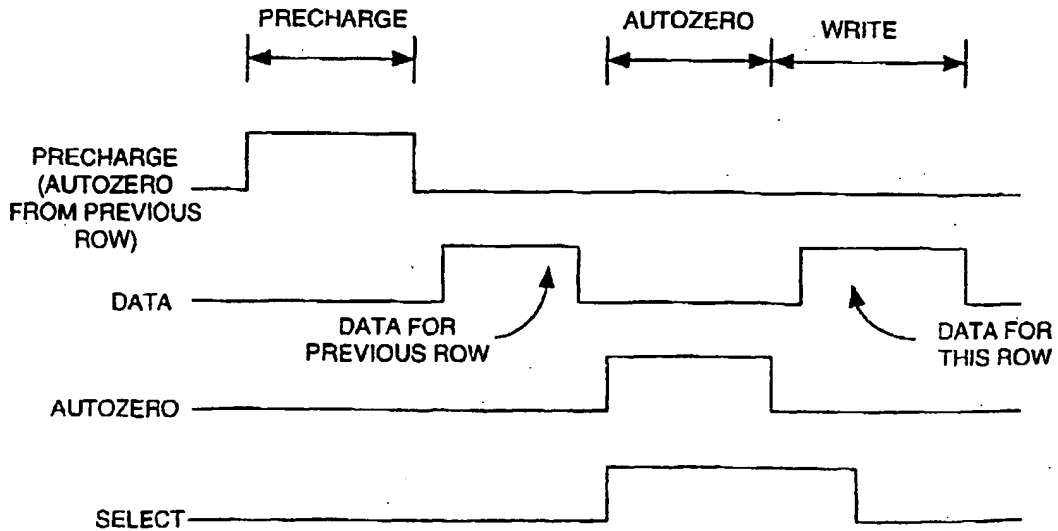 PRECHARGE
AUTOZERO
WRITE
PRECHARGE
(AUTOZERO
FROM PREVIOUS
ROW)
DATA
DATA FOR
PREVIOUS ROW
DATA FOR
THIS ROW
AUTOZERO
SELECT